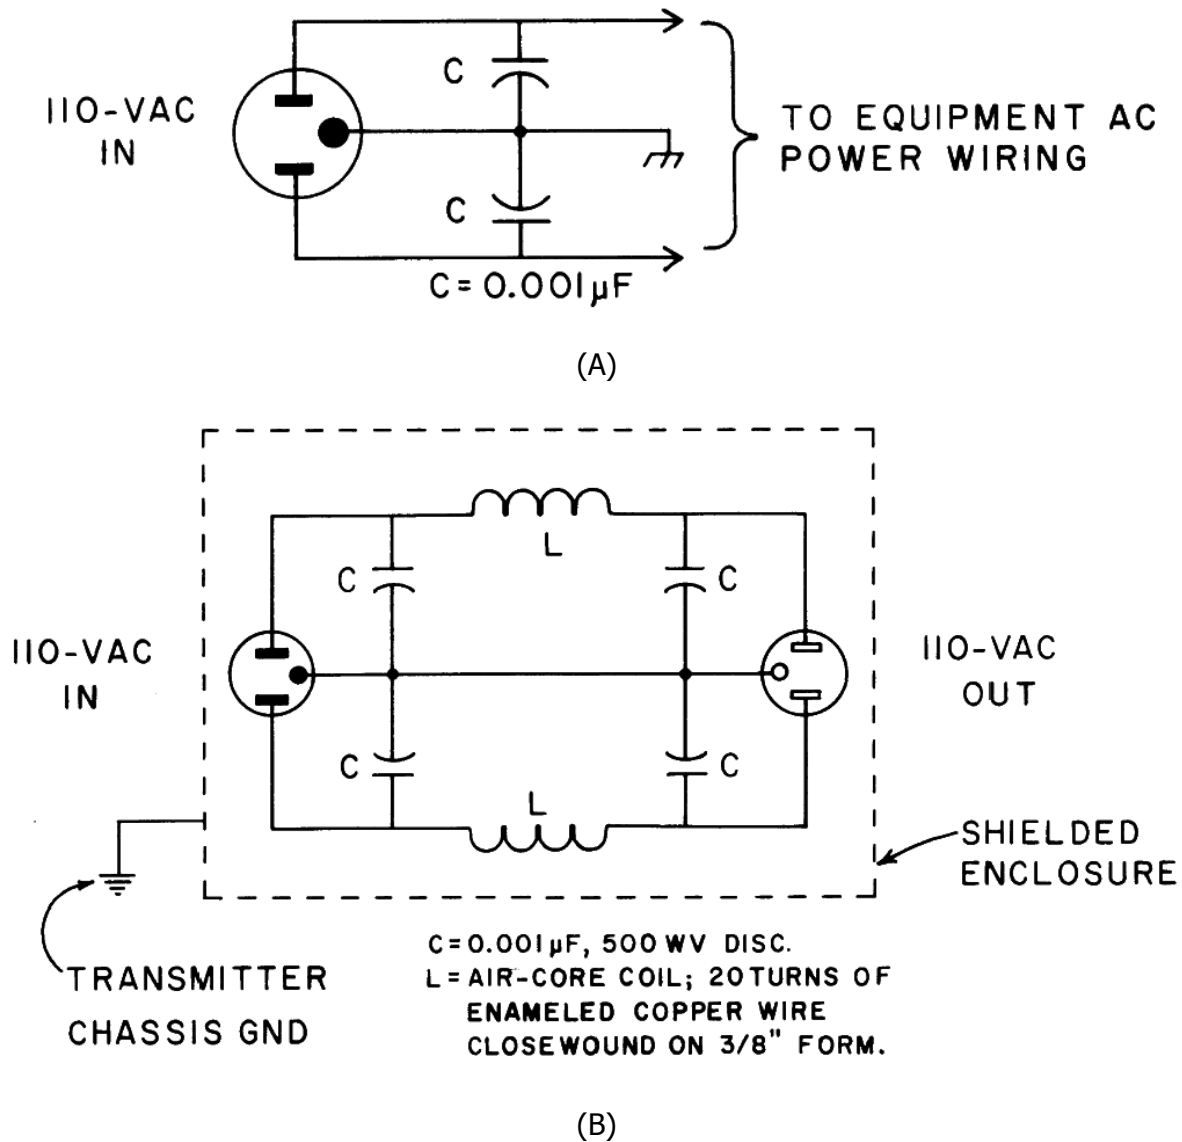 110-VAC
IN
C
C
TO EQUIPMENT AC
POWER WIRING
C = 0.001µF
(A)
L
C
C
110-VAC
IN
110-VAC
OUT
C
C
L
SHIELDED
ENCLOSURE
TRANSMITTER
CHASSIS GND
C = 0.001µF, 500 WV DISC.
L = AIR-CORE COIL; 20 TURNS OF
ENAMELED COPPER WIRE
CLOSEWOUND ON 3/8" FORM.
(B)